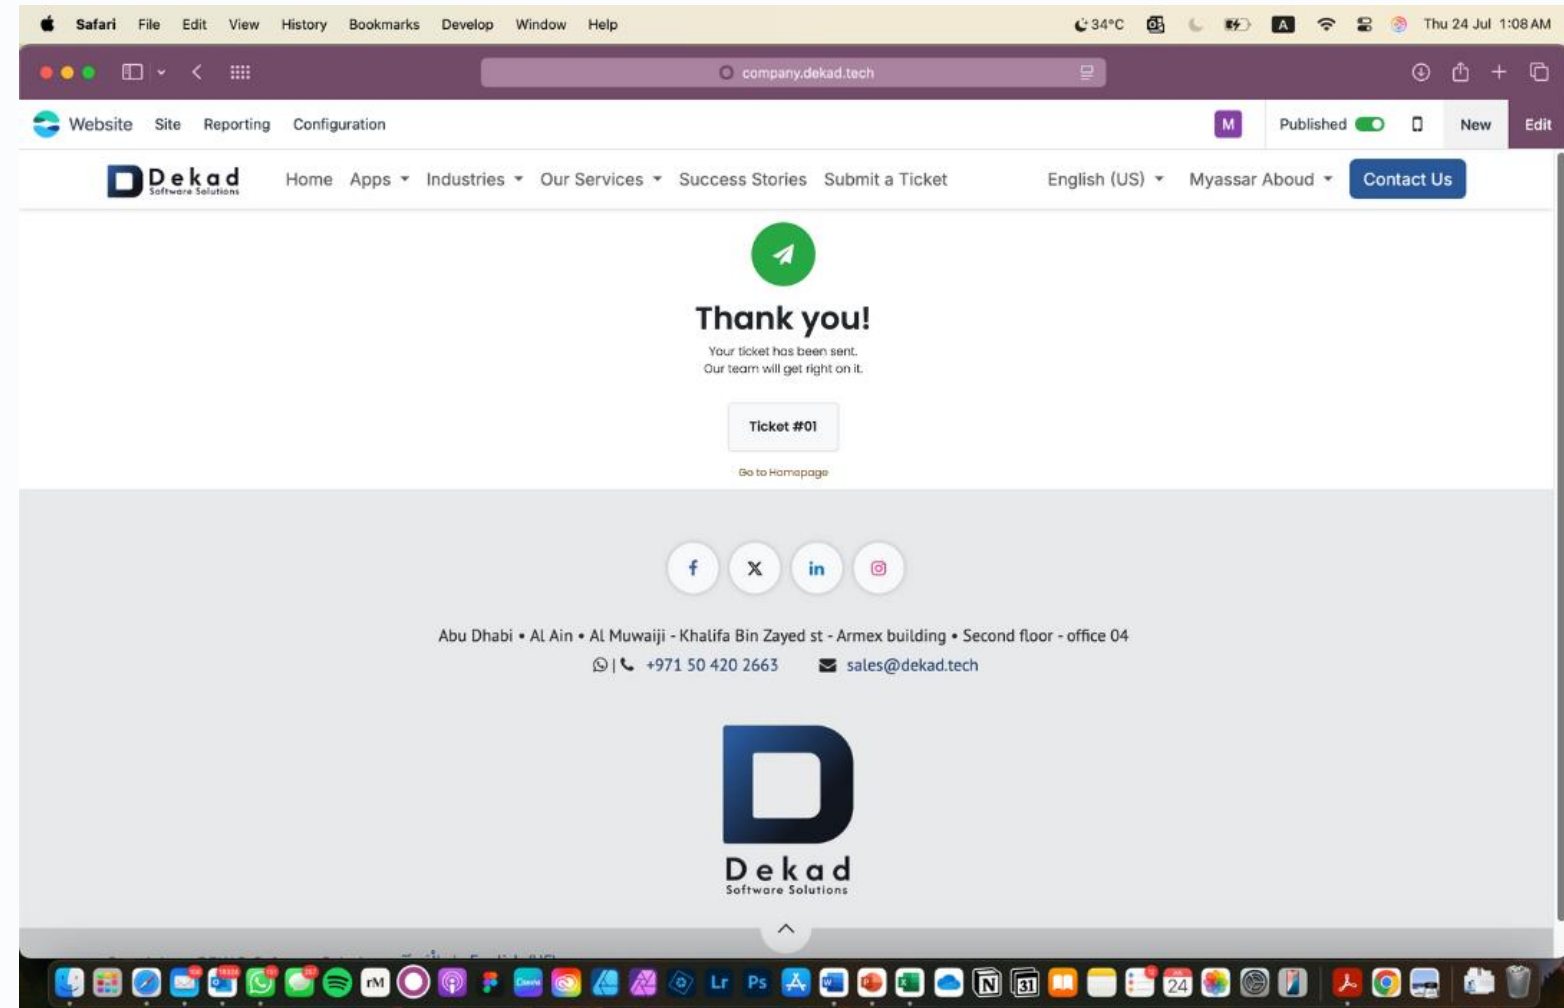 Safari File Edit View History Bookmarks Develop Window Help 34°C A Thu 24 Jul 1:08 AM
company.dekad.tech
Website Site Reporting Configuration M Published New Edit
Dekad
Software Solutions
Home Apps Industries Our Services Success Stories Submit a Ticket English (US) Myassar Aboud Contact Us
Thank you!
Your ticket has been sent.
Our team will get right on it.
Ticket #01
Go to Homepage
f X in
Abu Dhabi • AL Ain • AL Muwaiji - Khalifa Bin Zayed st - Armex building • Second floor - office 04
| +971 50 420 2663 sales@dekad.tech
Dekad
Software Solutions
rM Lr Ps N 31 24